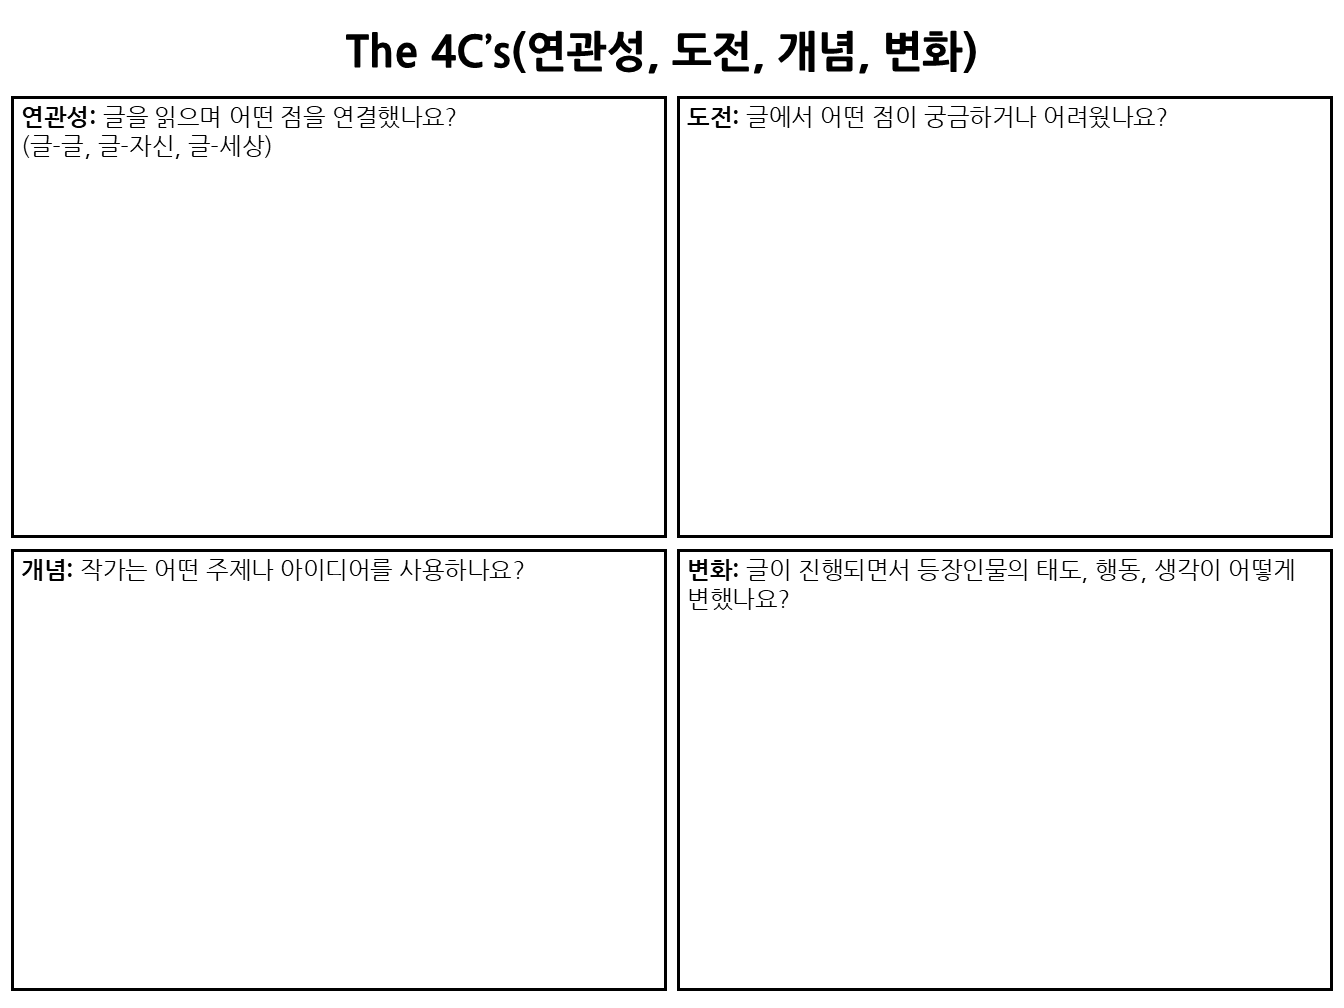 The 4C’s(연관성, 도전, 개념, 변화)
연관성: 글을 읽으며 어떤 점을 연결했나요?
(글-글, 글-자신, 글-세상)
도전: 글에서 어떤 점이 궁금하거나 어려웠나요?
개념: 작가는 어떤 주제나 아이디어를 사용하나요?
변화: 글이 진행되면서 등장인물의 태도, 행동, 생각이 어떻게
변했나요?